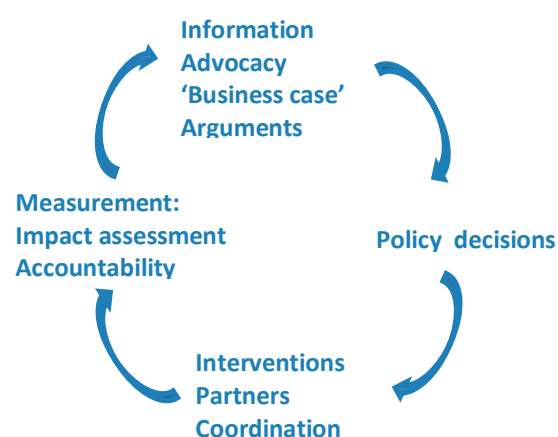 Information
Advocacy
‘Business case’
Arguments
Measurement:
Impact assessment
Accountability
Policy  decisions
Interventions
Partners
Coordination